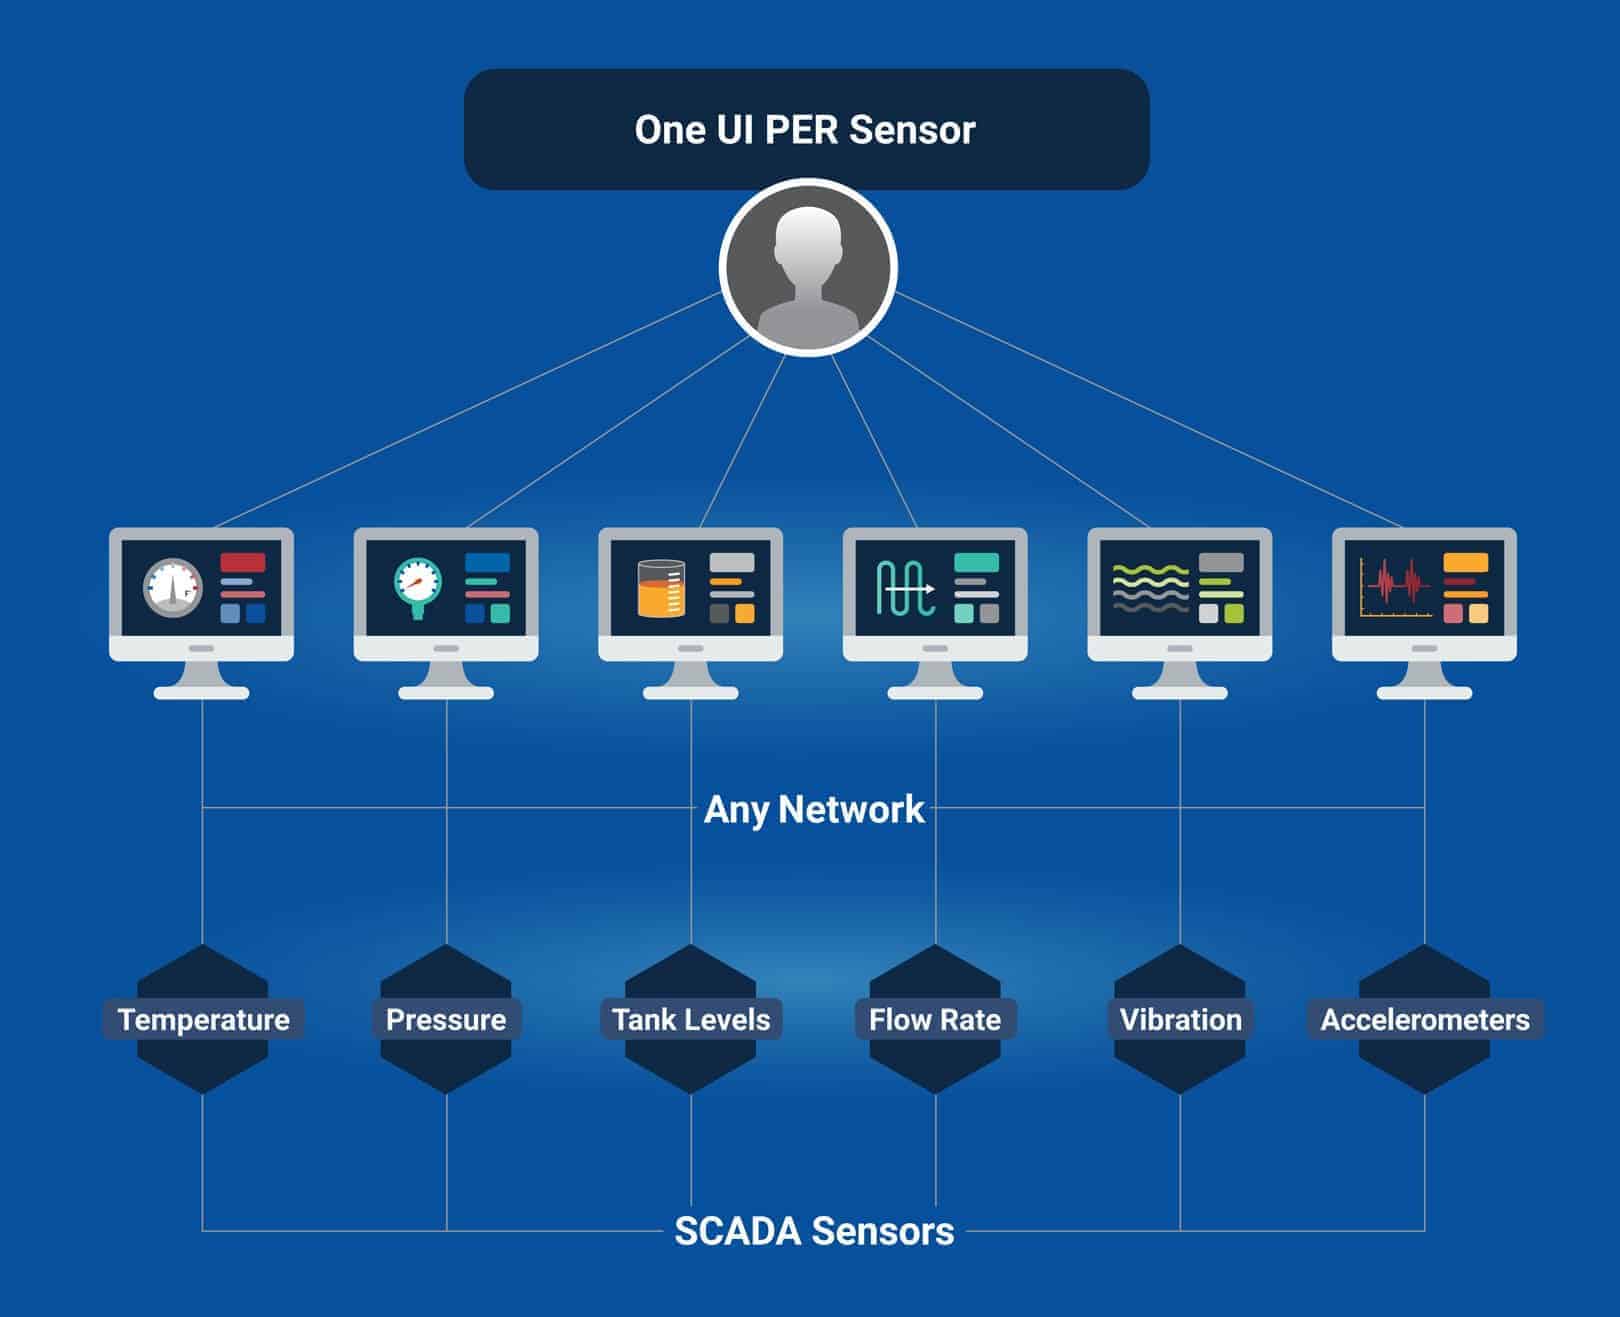 One UI PER Sensor
F
Any Network
Temperature
Pressure
Tank Levels
Flow Rate
Vibration
Accelerometers
SCADA Sensors